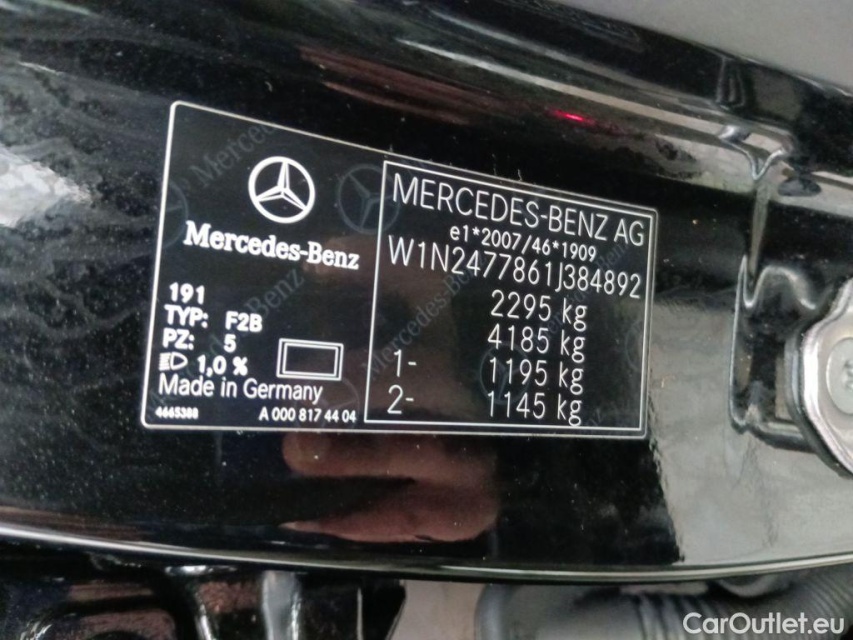 Mercedes-Benz
191
TYP: F2B
PZ: 5
1,0 %
Made in Germany
4465388
A 000 817 44 04
MERCEDES-BENZ AG
e1*2007/46*1909
W1N2477861J384892
2295 kg
4185 kg
1- 1195 kg
2- 1145 kg
CarOutlet.eu